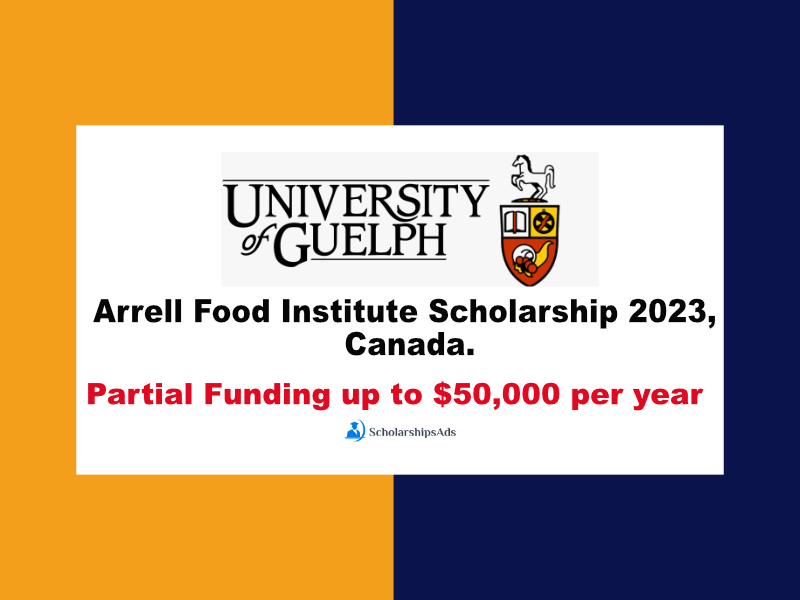 UNIVERSITY
of GUELPH
Arrell Food Institute Scholarship 2023,
Canada.
Partial Funding up to $50,000 per year
ScholarshipsAds